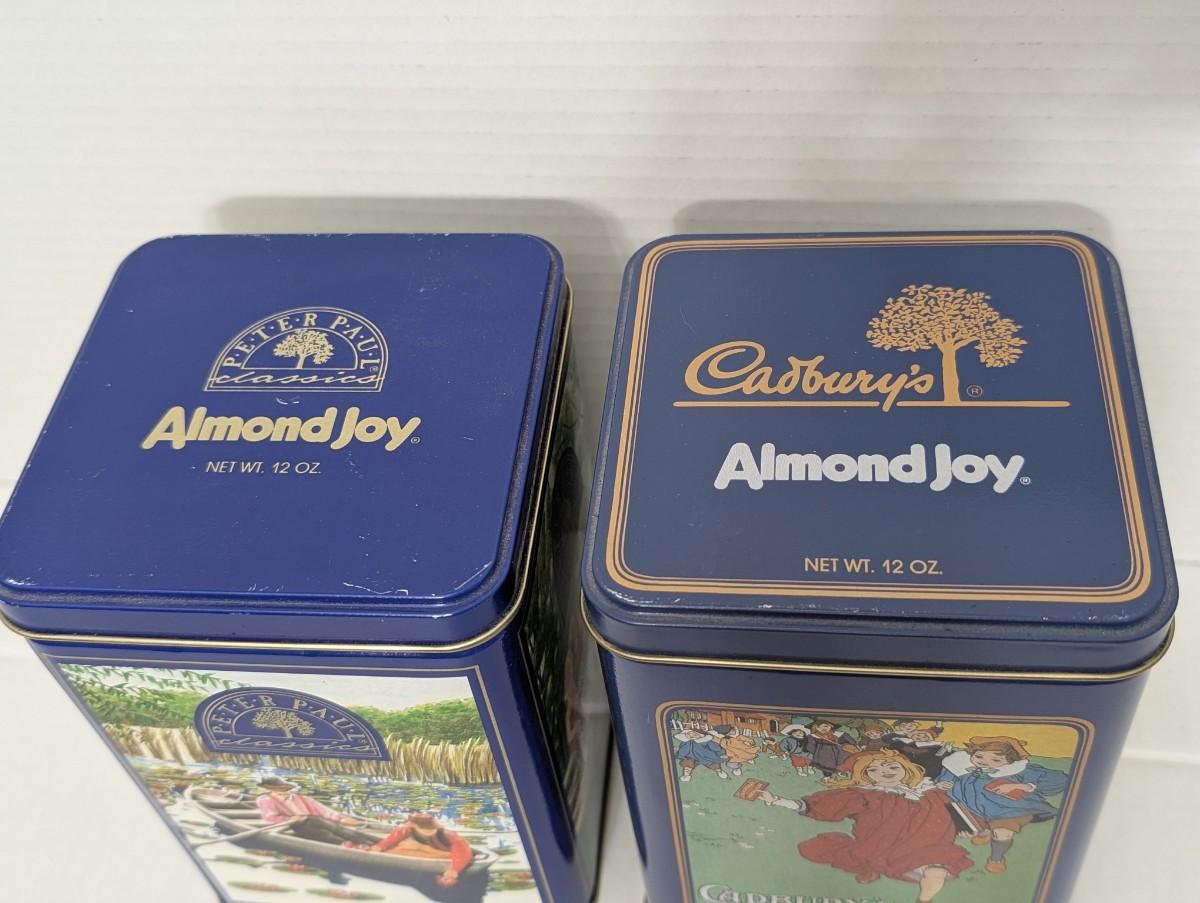 PETER PAUL®
classics
Almond Joy®
NET WT. 12 OZ.
PETER PAUL
classics
Cadbury's®
Almond Joy®
NET WT. 12 OZ.
CADBURY'S